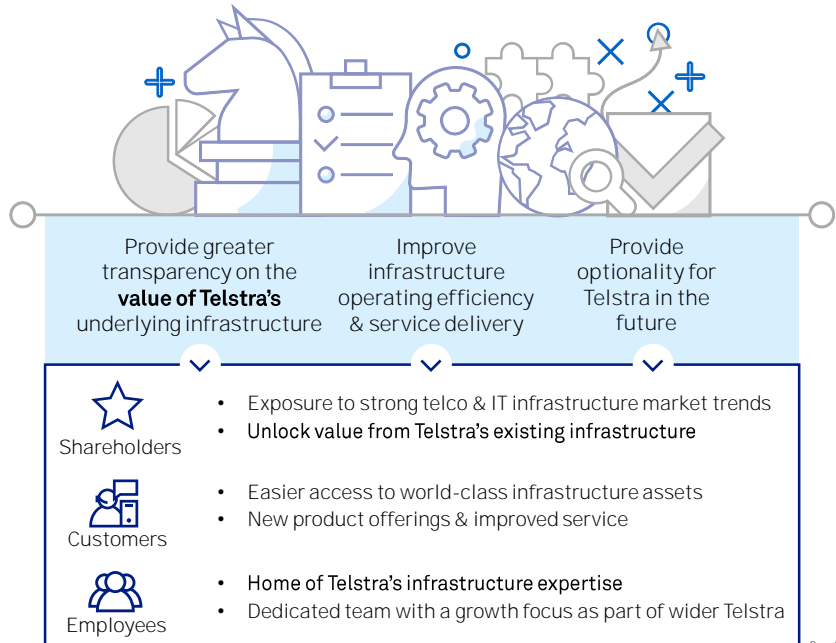 Provide greater
transparency on the
value of Telstra's
underlying infrastructure
Improve
infrastructure
operating efficiency
& service delivery
Provide
optionality for
Telstra in the
future
Shareholders
• Exposure to strong telco & IT infrastructure market trends
• Unlock value from Telstra's existing infrastructure
Customers
• Easier access to world-class infrastructure assets
• New product offerings & improved service
Employees
• Home of Telstra's infrastructure expertise
• Dedicated team with a growth focus as part of wider Telstra